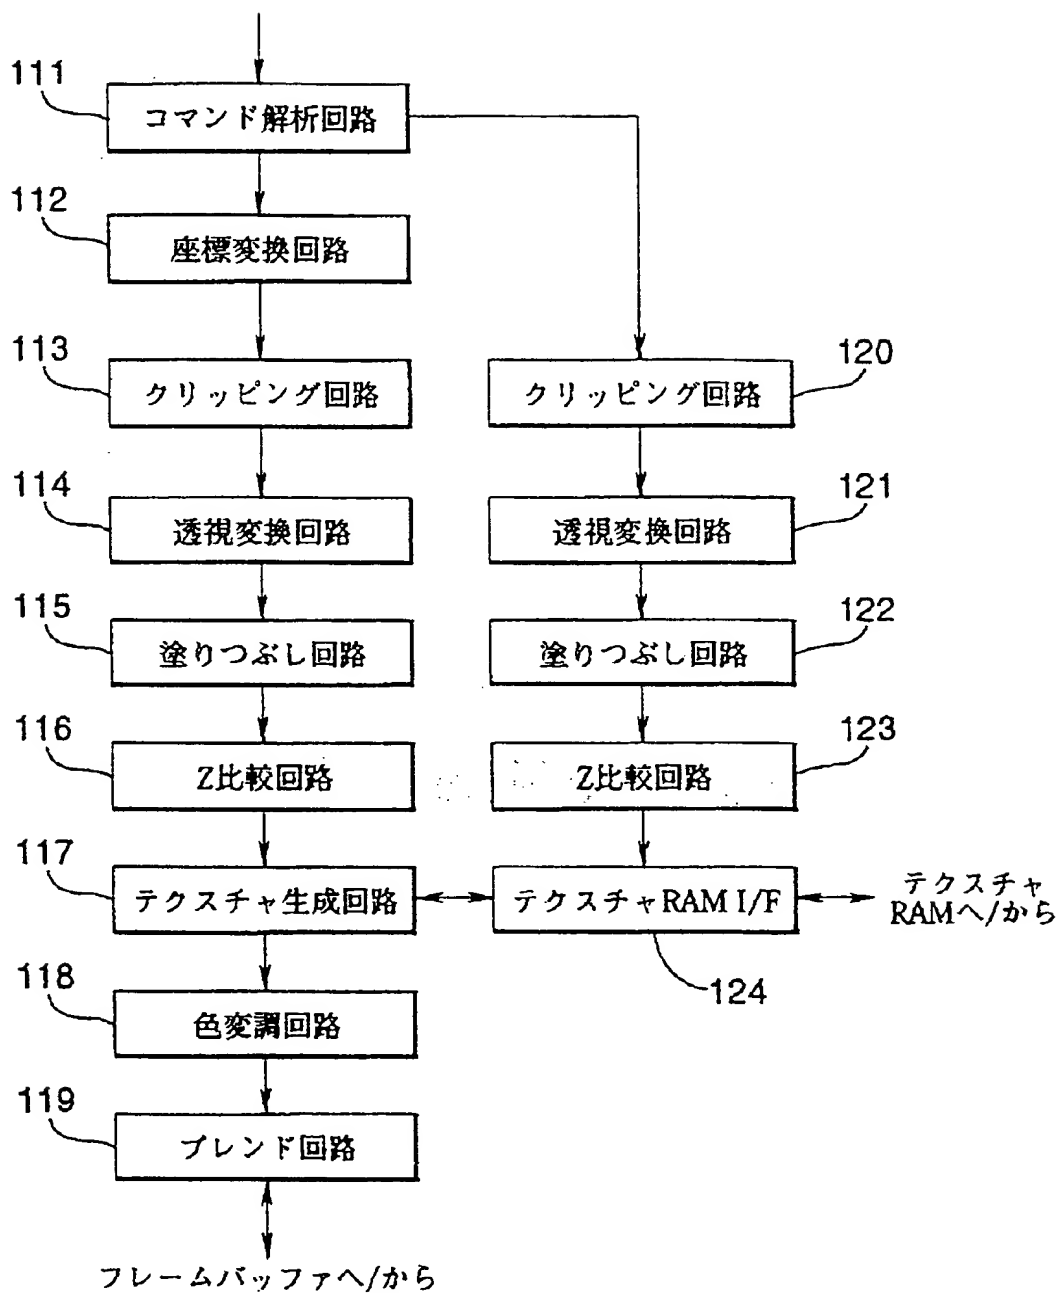 111
コマンド解析回路
112
座標変換回路
113
クリッピング回路
120
クリッピング回路
114
透視変換回路
121
透視変換回路
115
塗りつぶし回路
122
塗りつぶし回路
116
Z比較回路
123
Z比較回路
117
テクスチャ生成回路
テクスチャRAM I/F
テクスチャ
RAMへ/から
124
118
色変調回路
119
ブレンド回路
フレームバッファへ/から